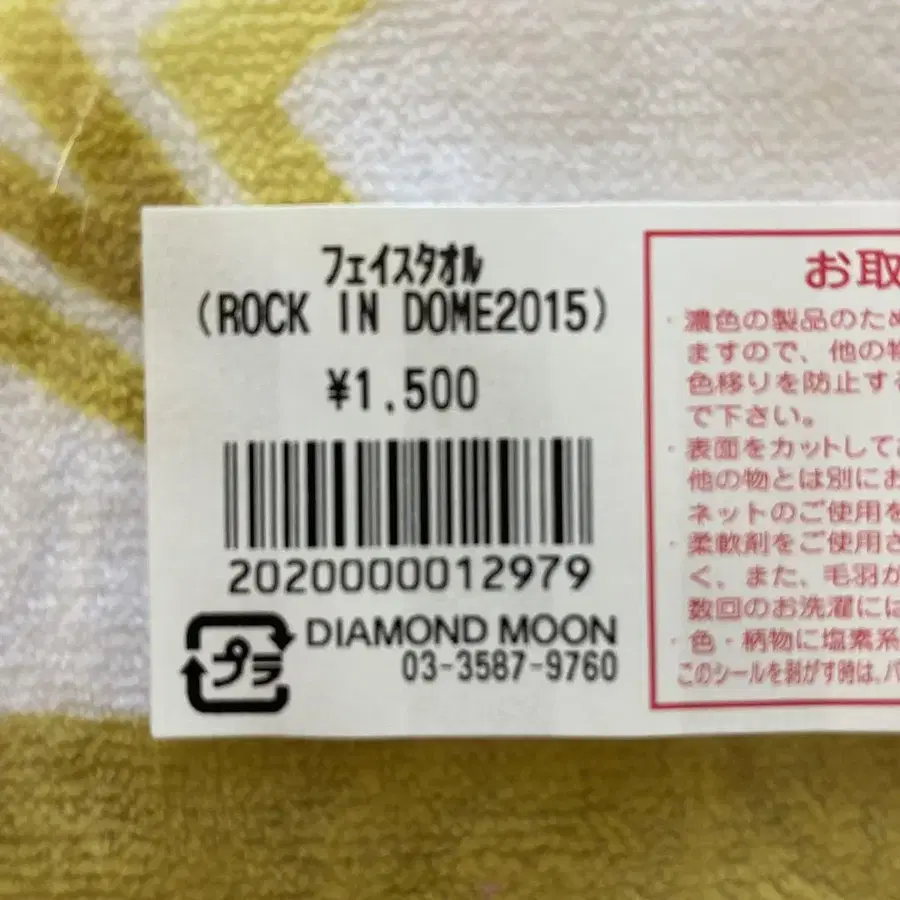 フェイスタオル
(ROCK IN DOME2015)
¥1,500
2020000012979
プラ
DIAMOND MOON
03-3587-9760
お取
・濃色の製品のため
ますので、他の物
色移りを防止する
で下さい。
・表面をカットして
他の物とは別にお
ネットのご使用を
・柔軟剤をご使用さ
く、また、毛羽が
数回のお洗濯には
・色・柄物に塩素系
このシールを剥がす時は、パ